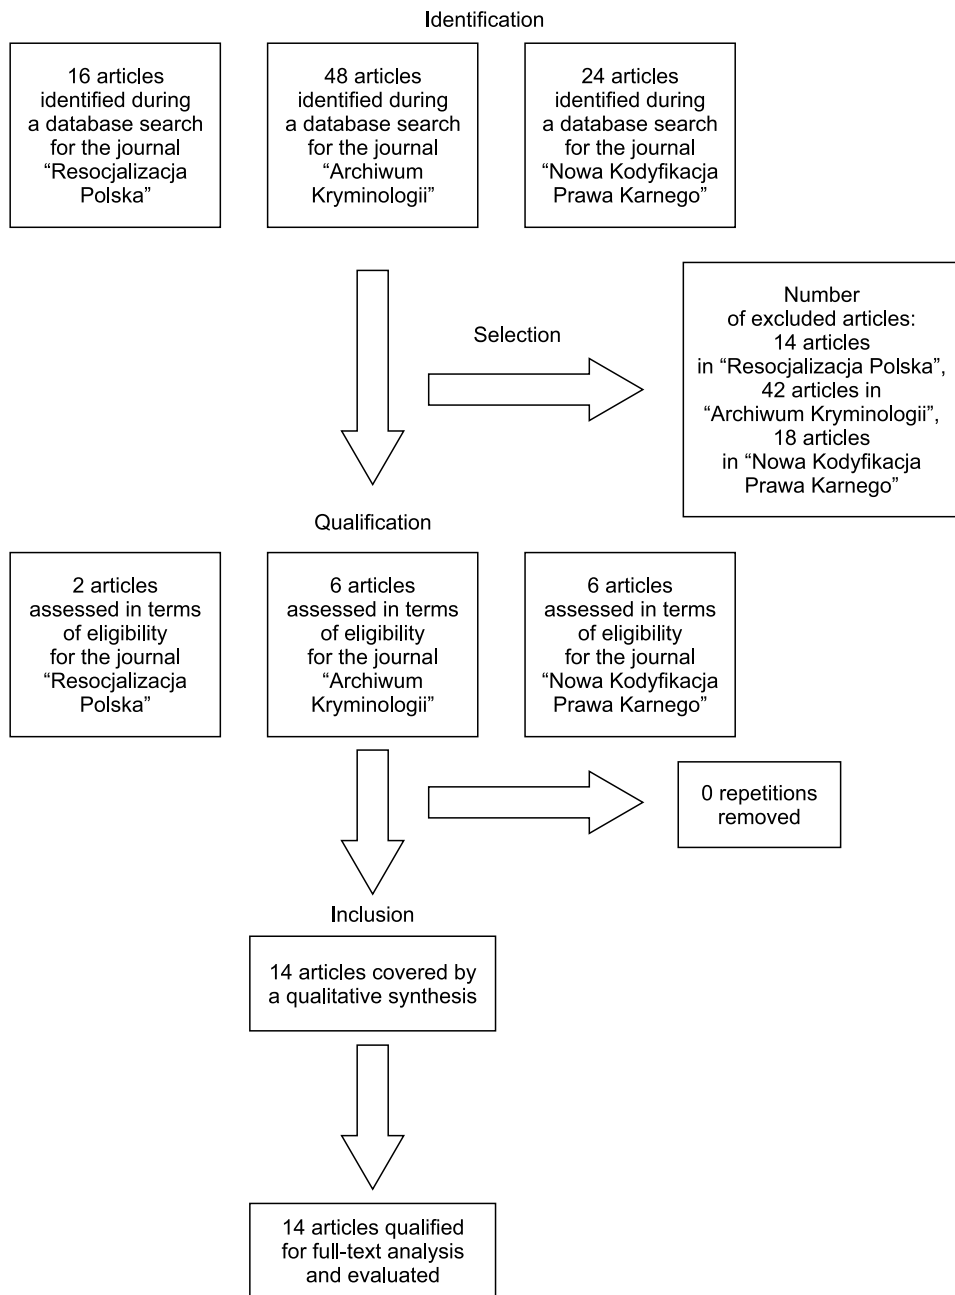 Identification
16 articles
identified during
a database search
for the journal
“Resocjalizacja
Polska”
48 articles
identified during
a database search
for the journal
“Archiwum
Kryminologii”
24 articles
identified during
a database search
for the journal
“Nowa Kodyfikacja
Prawa Karnego”
Selection
Number
of excluded articles:
14 articles
in “Resocjalizacja Polska”,
42 articles in
“Archiwum Kryminologii”,
18 articles
in “Nowa Kodyfikacja
Prawa Karnego”
Qualification
2 articles
assessed in terms
of eligibility
for the journal
“Resocjalizacja
Polska”
6 articles
assessed in terms
of eligibility
for the journal
“Archiwum
Kryminologii”
6 articles
assessed in terms
of eligibility
for the journal
“Nowa Kodyfikacja
Prawa Karnego”
0 repetitions
removed
Inclusion
14 articles covered by
a qualitative synthesis
14 articles qualified
for full-text analysis
and evaluated